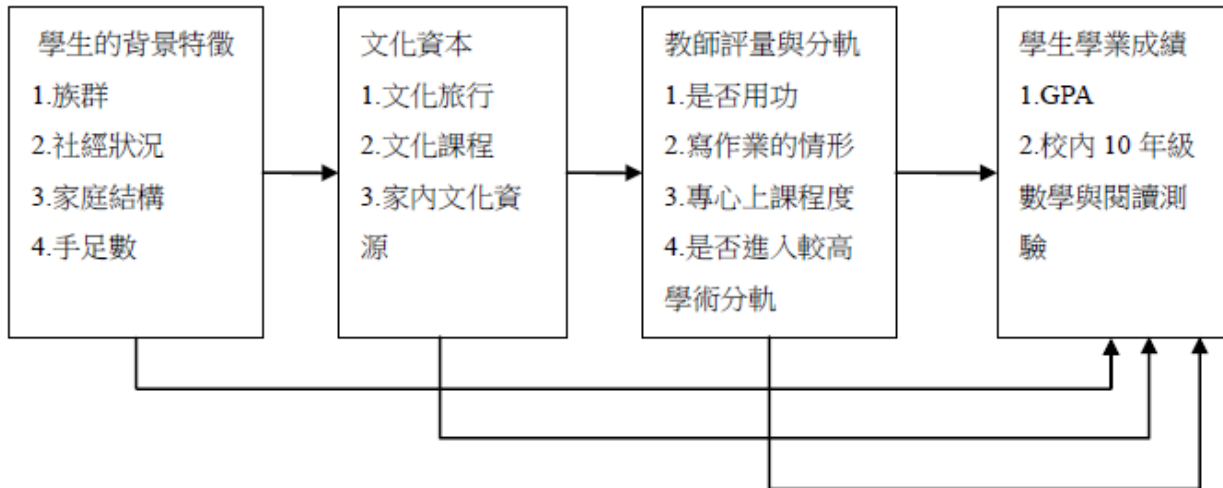 學生的背景特徵
1.族群
2.社經狀況
3.家庭結構
4.手足數
文化資本
1.文化旅行
2.文化課程
3.家內文化資
源
教師評量與分軌
1.是否用功
2.寫作業的情形
3.專心上課程度
4.是否進入較高
學術分軌
學生學業成績
1.GPA
2.校內 10 年級
數學與閱讀測
驗